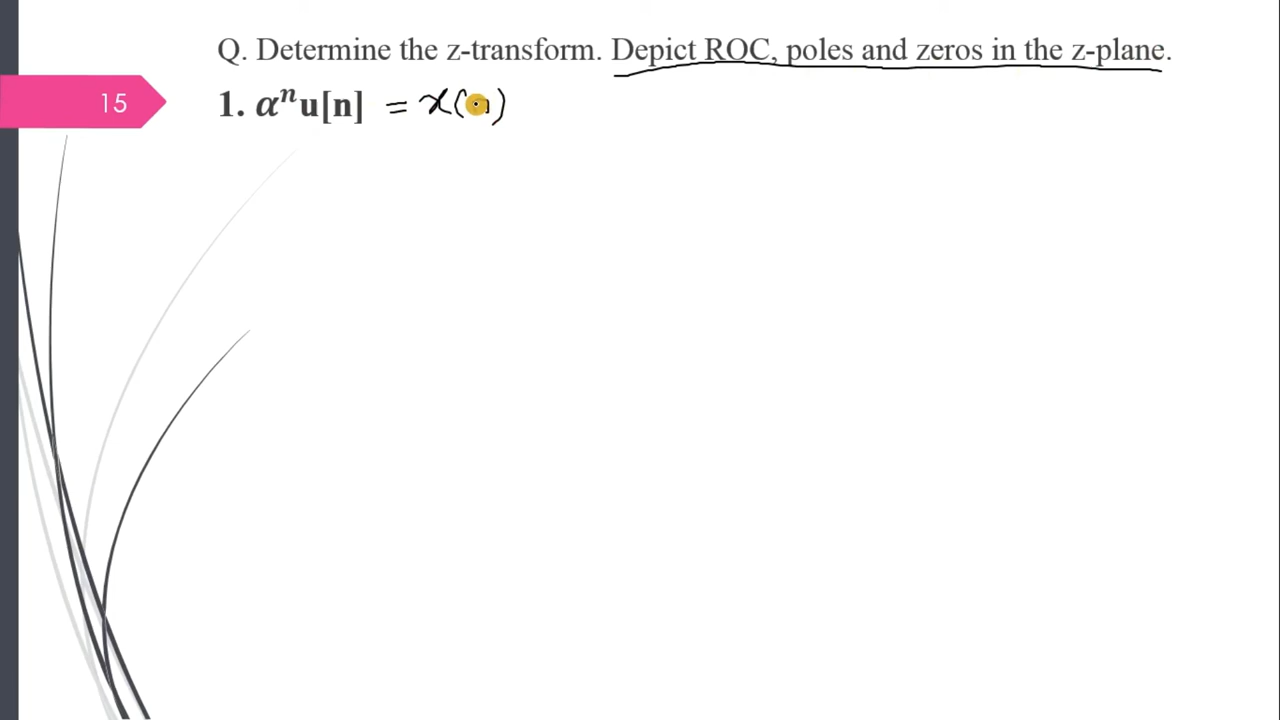 Q. Determine the z-transform. Depict ROC, poles and zeros in the z-plane.
15
1. αⁿu[n] = x(n)